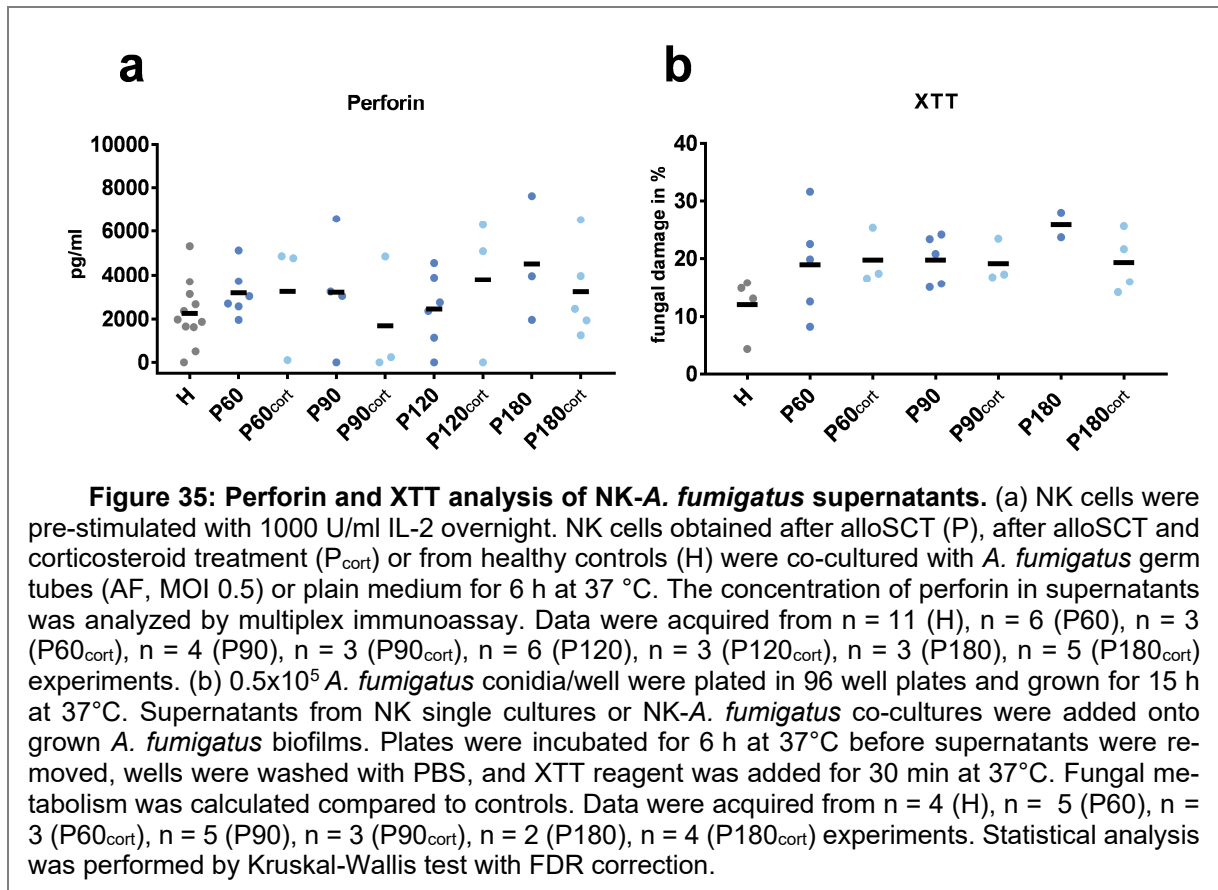 a
b
Perforin
XTT
10000
8000
6000
4000
2000
0
pg/ml
H
P60
P60cort
P90
P90cort
P120
P120cort
P180
P180cort
40
30
20
10
0
fungal damage in %
H
P60
P60cort
P90
P90cort
P180
P180cort
Figure 35: Perforin and XTT analysis of NK-A. fumigatus supernatants. (a) NK cells were
pre-stimulated with 1000 U/ml IL-2 overnight. NK cells obtained after alloSCT (P), after alloSCT and
corticosteroid treatment (Pcort) or from healthy controls (H) were co-cultured with A. fumigatus germ
tubes (AF, MOI 0.5) or plain medium for 6 h at 37 °C. The concentration of perforin in supernatants
was analyzed by multiplex immunoassay. Data were acquired from n = 11 (H), n = 6 (P60), n = 3
(P60cort), n = 4 (P90), n = 3 (P90cort), n = 6 (P120), n = 3 (P120cort), n = 3 (P180), n = 5 (P180cort)
experiments. (b) 0.5x10⁵ A. fumigatus conidia/well were plated in 96 well plates and grown for 15 h
at 37°C. Supernatants from NK single cultures or NK-A. fumigatus co-cultures were added onto
grown A. fumigatus biofilms. Plates were incubated for 6 h at 37°C before supernatants were re-
moved, wells were washed with PBS, and XTT reagent was added for 30 min at 37°C. Fungal me-
tabolism was calculated compared to controls. Data were acquired from n = 4 (H), n = 5 (P60), n =
3 (P60cort), n = 5 (P90), n = 3 (P90cort), n = 2 (P180), n = 4 (P180cort) experiments. Statistical analysis
was performed by Kruskal-Wallis test with FDR correction.